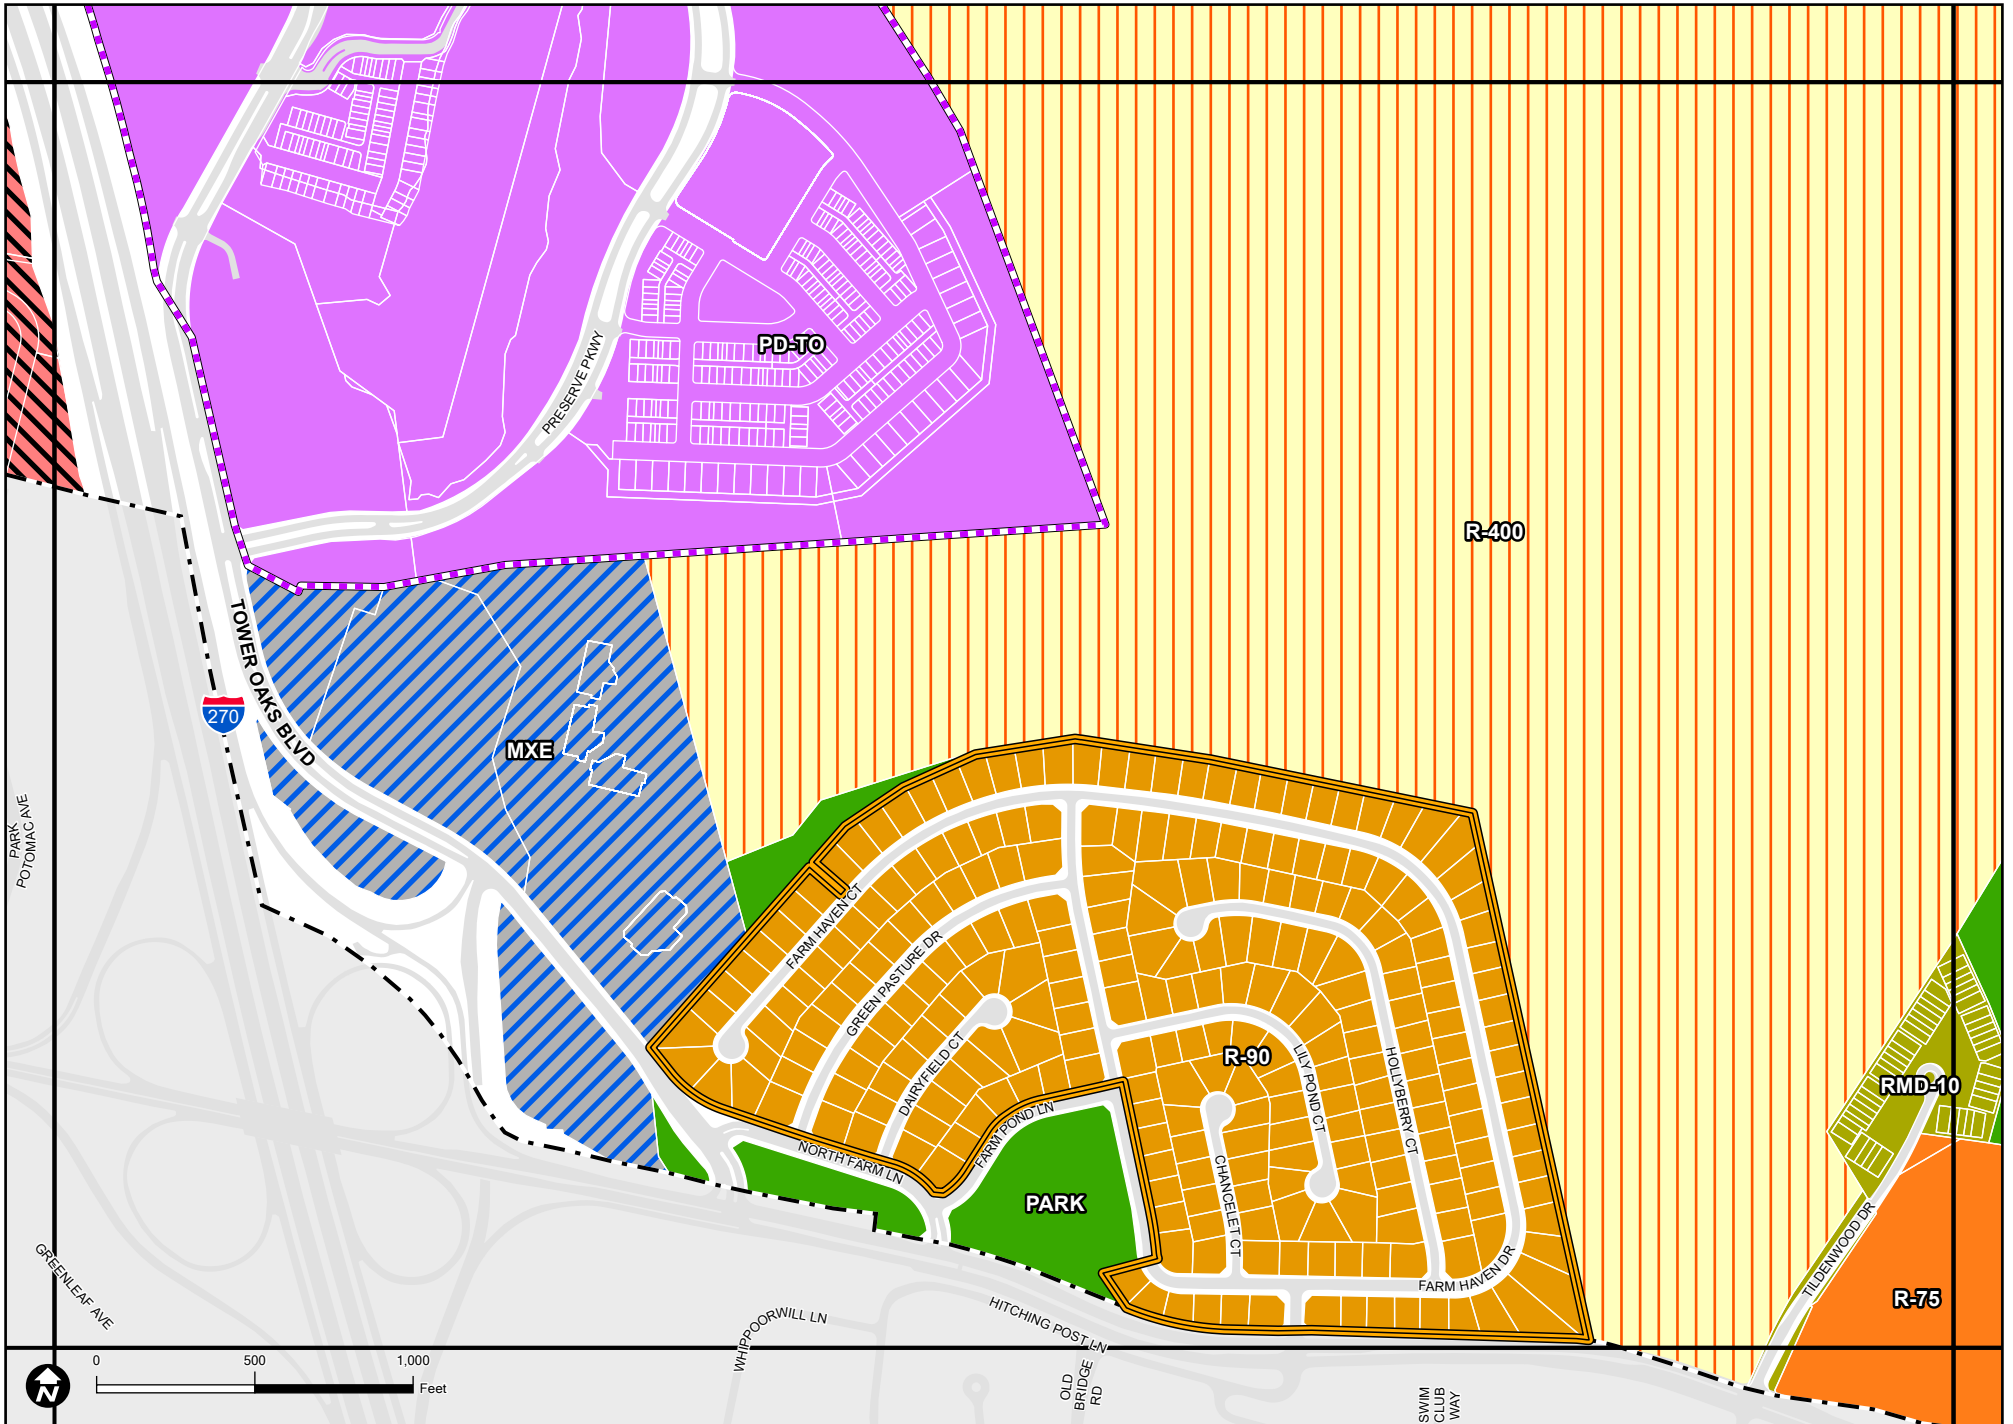 PD-TO
PRESERVE PKWY
R-400
TOWER OAKS BLVD
270
MXE
PARK
POTOMAC AVE
FARM HAVEN CT
GREEN PASTURE DR
DAIRYFIELD CT
R-90
LILY POND CT
HOLLYBERRY CT
RMD-10
FARM POND LN
NORTH FARM LN
CHANCELET CT
PARK
TILDENWOOD DR
FARM HAVEN DR
R-75
GREENLEAF AVE
WHIPPOORWILL LN
HITCHING POST LN
OLD
BRIDGE
RD
SWIM
CLUB
WAY
N
0 500 1,000
Feet